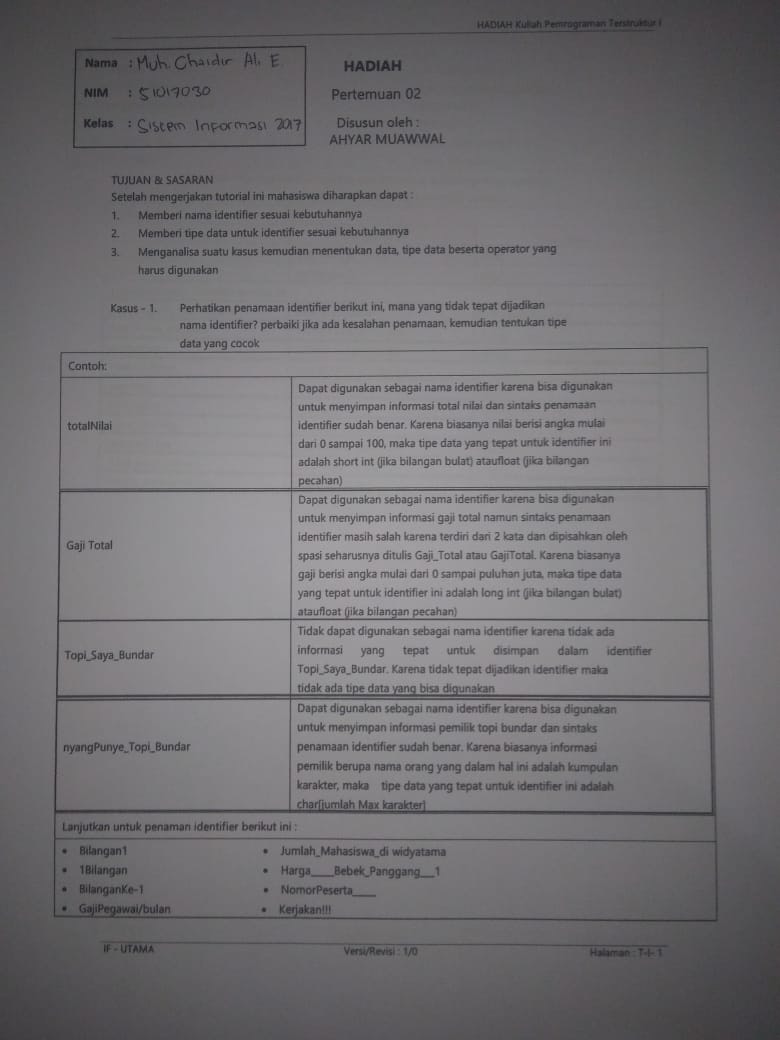 HADIAH Kuliah Pemrograman Terstruktur I
Nama : Muh. Chaidir Ali E.
NIM : 51017030
Kelas : Sistem Informasi 2017
HADIAH
Pertemuan 02
Disusun oleh :
AHYAR MUAWWAL
TUJUAN & SASARAN
Setelah mengerjakan tutorial ini mahasiswa diharapkan dapat :
1. Memberi nama identifier sesuai kebutuhannya
2. Memberi tipe data untuk identifier sesuai kebutuhannya
3. Menganalisa suatu kasus kemudian menentukan data, tipe data beserta operator yang
harus digunakan
Kasus – 1. Perhatikan penamaan identifier berikut ini, mana yang tidak tepat dijadikan
nama identifier? perbaiki jika ada kesalahan penamaan, kemudian tentukan tipe
data yang cocok
Contoh:
totalNilai
Dapat digunakan sebagai nama identifier karena bisa digunakan
untuk menyimpan informasi total nilai dan sintaks penamaan
identifier sudah benar. Karena biasanya nilai berisi angka mulai
dari 0 sampai 100, maka tipe data yang tepat untuk identifier ini
adalah short int (jika bilangan bulat) ataufloat (jika bilangan
pecahan)
Gaji Total
Dapat digunakan sebagai nama identifier karena bisa digunakan
untuk menyimpan informasi gaji total namun sintaks penamaan
identifier masih salah karena terdiri dari 2 kata dan dipisahkan oleh
spasi seharusnya ditulis Gaji_Total atau GajiTotal. Karena biasanya
gaji berisi angka mulai dari 0 sampai puluhan juta, maka tipe data
yang tepat untuk identifier ini adalah long int (jika bilangan bulat)
ataufloat (jika bilangan pecahan)
Topi_Saya_Bundar
Tidak dapat digunakan sebagai nama identifier karena tidak ada
informasi yang tepat untuk disimpan dalam identifier
Topi_Saya_Bundar. Karena tidak tepat dijadikan identifier maka
tidak ada tipe data yang bisa digunakan
nyangPunye_Topi_Bundar
Dapat digunakan sebagai nama identifier karena bisa digunakan
untuk menyimpan informasi pemilik topi bundar dan sintaks
penamaan identifier sudah benar. Karena biasanya informasi
pemilik berupa nama orang yang dalam hal ini adalah kumpulan
karakter, maka tipe data yang tepat untuk identifier ini adalah
char[jumlah Max karakter]
Lanjutkan untuk penaman identifier berikut ini :
• Bilangan1
• 1Bilangan
• BilanganKe-1
• GajiPegawai/bulan
• Jumlah_Mahasiswa_di widyatama
• Harga____Bebek_Panggang___1
• NomorPeserta____
• Kerjakan!!!
IF - UTAMA
Versi/Revisi : 1/0
Halaman : T-I- 1